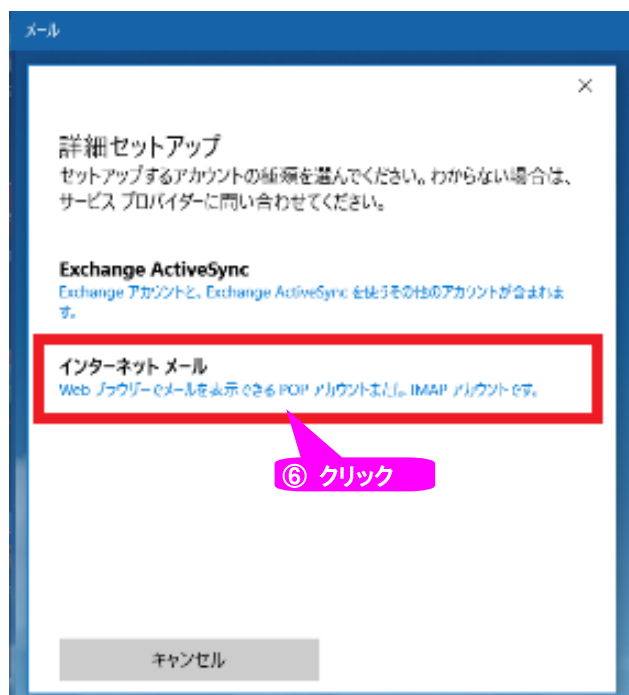 メール
詳細セットアップ
セットアップするアカウントの種類を選んでください。わからない場合は、
サービス プロバイダーに問い合わせてください。
Exchange ActiveSync
Exchange アカウントと、Exchange ActiveSync を使うその他のアカウントが含まれま
す。
インターネット メール
Web ブラウザーでメールを表示できる POP アカウントまたは、IMAP アカウントです。
⑥ クリック
キャンセル